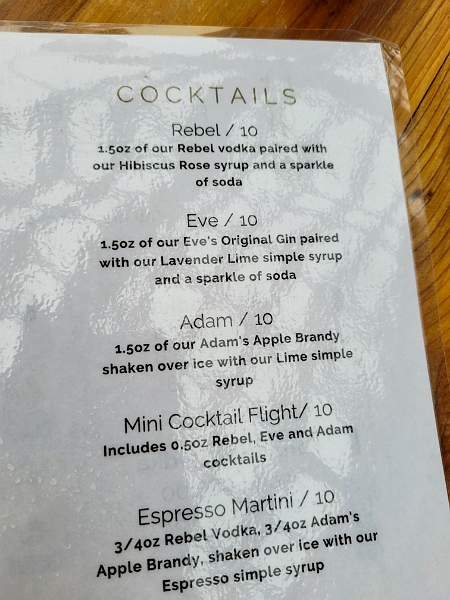 COCKTAILS
Rebel / 10
1.5oz of our Rebel vodka paired with
our Hibiscus Rose syrup and a sparkle
of soda
Eve / 10
1.5oz of our Eve's Original Gin paired
with our Lavender Lime simple syrup
and a sparkle of soda
Adam / 10
1.5oz of our Adam's Apple Brandy
shaken over ice with our Lime simple
syrup
Mini Cocktail Flight/ 10
Includes 0.5oz Rebel, Eve and Adam
cocktails
Espresso Martini / 10
3/4oz Rebel Vodka, 3/4oz Adam's
Apple Brandy, shaken over ice with our
Espresso simple syrup